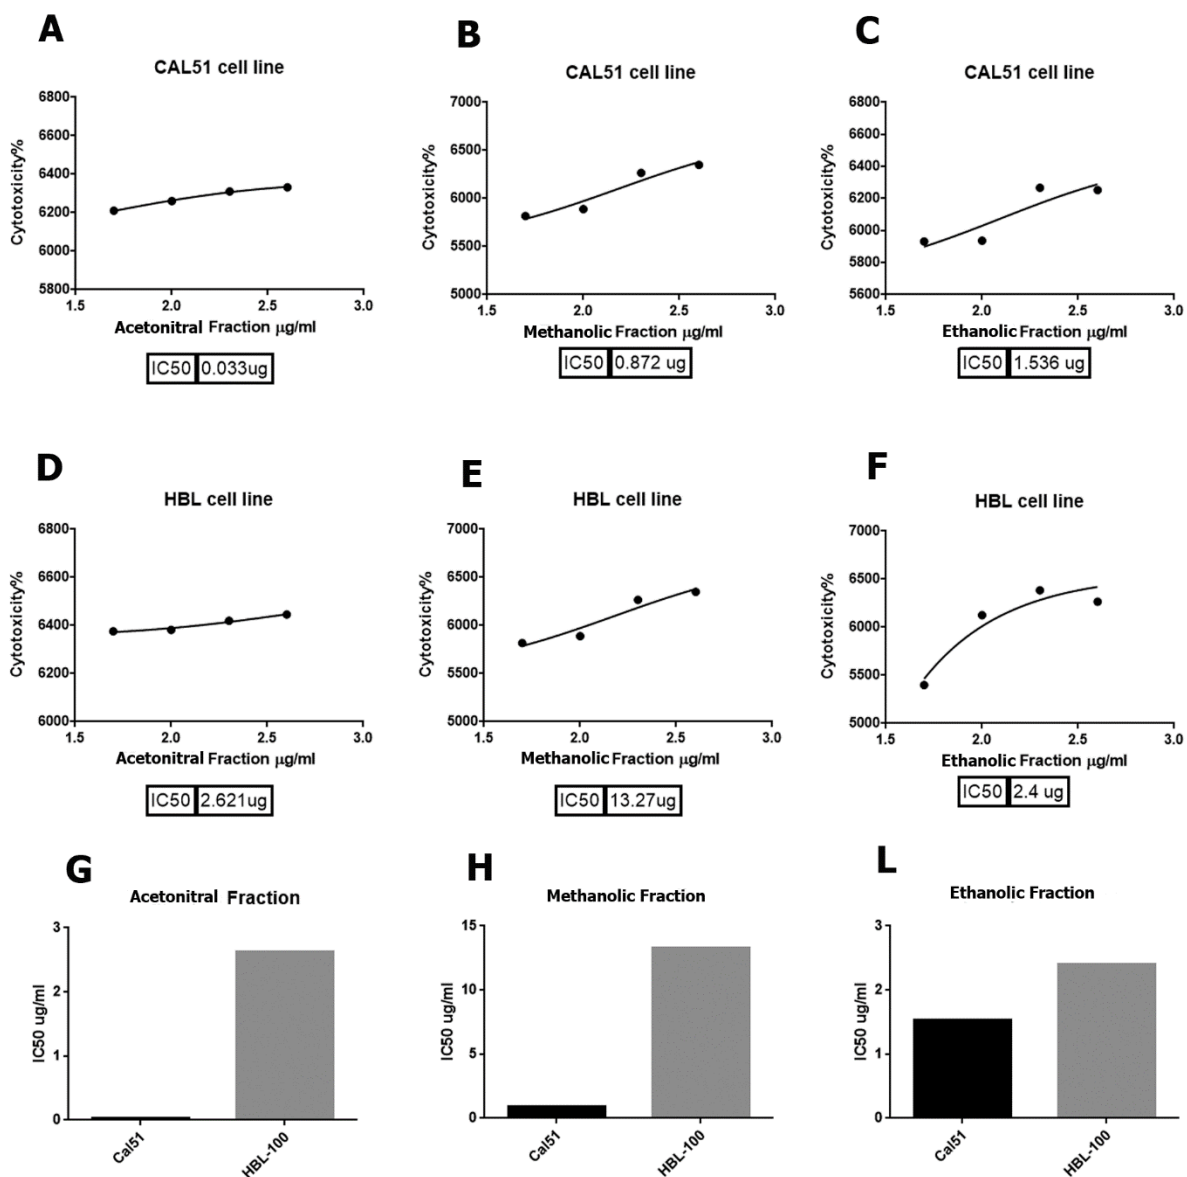 A
CAL51 cell line
6800
6600
6400
6200
6000
5800
Cytotoxicity%
1.5 2.0 2.5 3.0
Acetonitral Fraction µg/ml
IC50 0.033ug
B
CAL51 cell line
7000
6500
6000
5500
5000
Cytotoxicity%
1.5 2.0 2.5 3.0
Methanolic Fraction µg/ml
IC50 0.872 ug
C
CAL51 cell line
6800
6600
6400
6200
6000
5800
5600
Cytotoxicity%
1.5 2.0 2.5 3.0
Ethanolic Fraction µg/ml
IC50 1.536 ug
D
HBL cell line
6800
6600
6400
6200
6000
Cytotoxicity%
1.5 2.0 2.5 3.0
Acetonitral Fraction µg/ml
IC50 2.621ug
E
HBL cell line
7000
6500
6000
5500
5000
Cytotoxicity%
1.5 2.0 2.5 3.0
Methanolic Fraction µg/ml
IC50 13.27ug
F
HBL cell line
7000
6500
6000
5500
5000
Cytotoxicity%
1.5 2.0 2.5 3.0
Ethanolic Fraction µg/ml
IC50 2.4 ug
G
Acetonitral Fraction
3
2
1
0
IC50 ug/ml
Cal51 HBL-100
H
Methanolic Fraction
15
10
5
0
IC50 ug/ml
Cal51 HBL-100
L
Ethanolic Fraction
3
2
1
0
IC50 ug/ml
Cal51 HBL-100